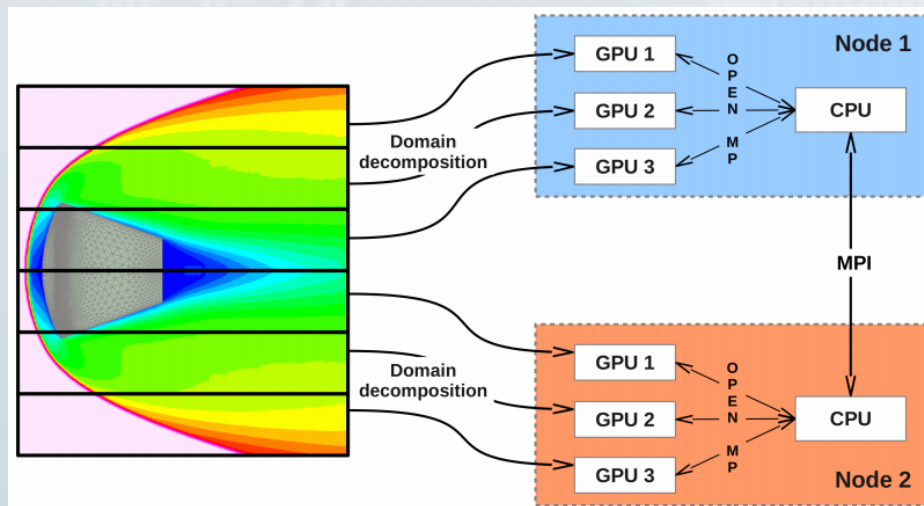 Node 1
GPU 1
GPU 2
GPU 3
OPEN MP
CPU
Domain
decomposition
MPI
Domain
decomposition
GPU 1
GPU 2
GPU 3
OPEN MP
CPU
Node 2